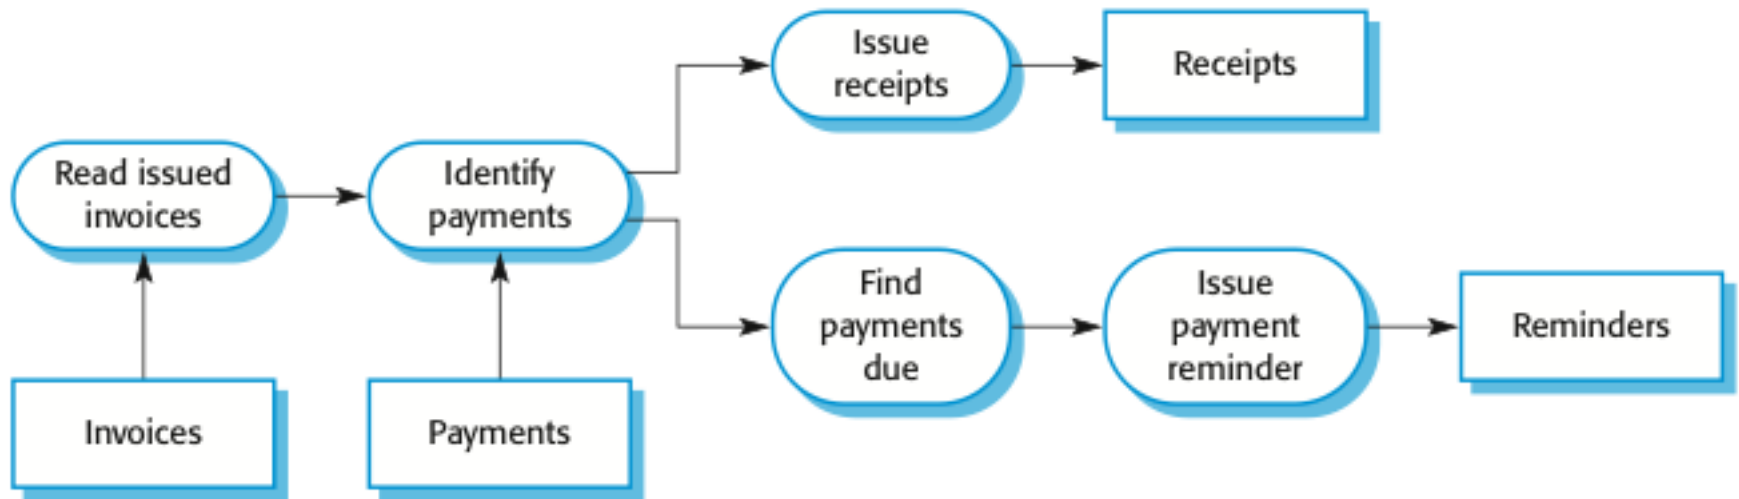 Issue
receipts
Receipts
Read issued
invoices
Identify
payments
Find
payments
due
Issue
payment
reminder
Reminders
Invoices
Payments